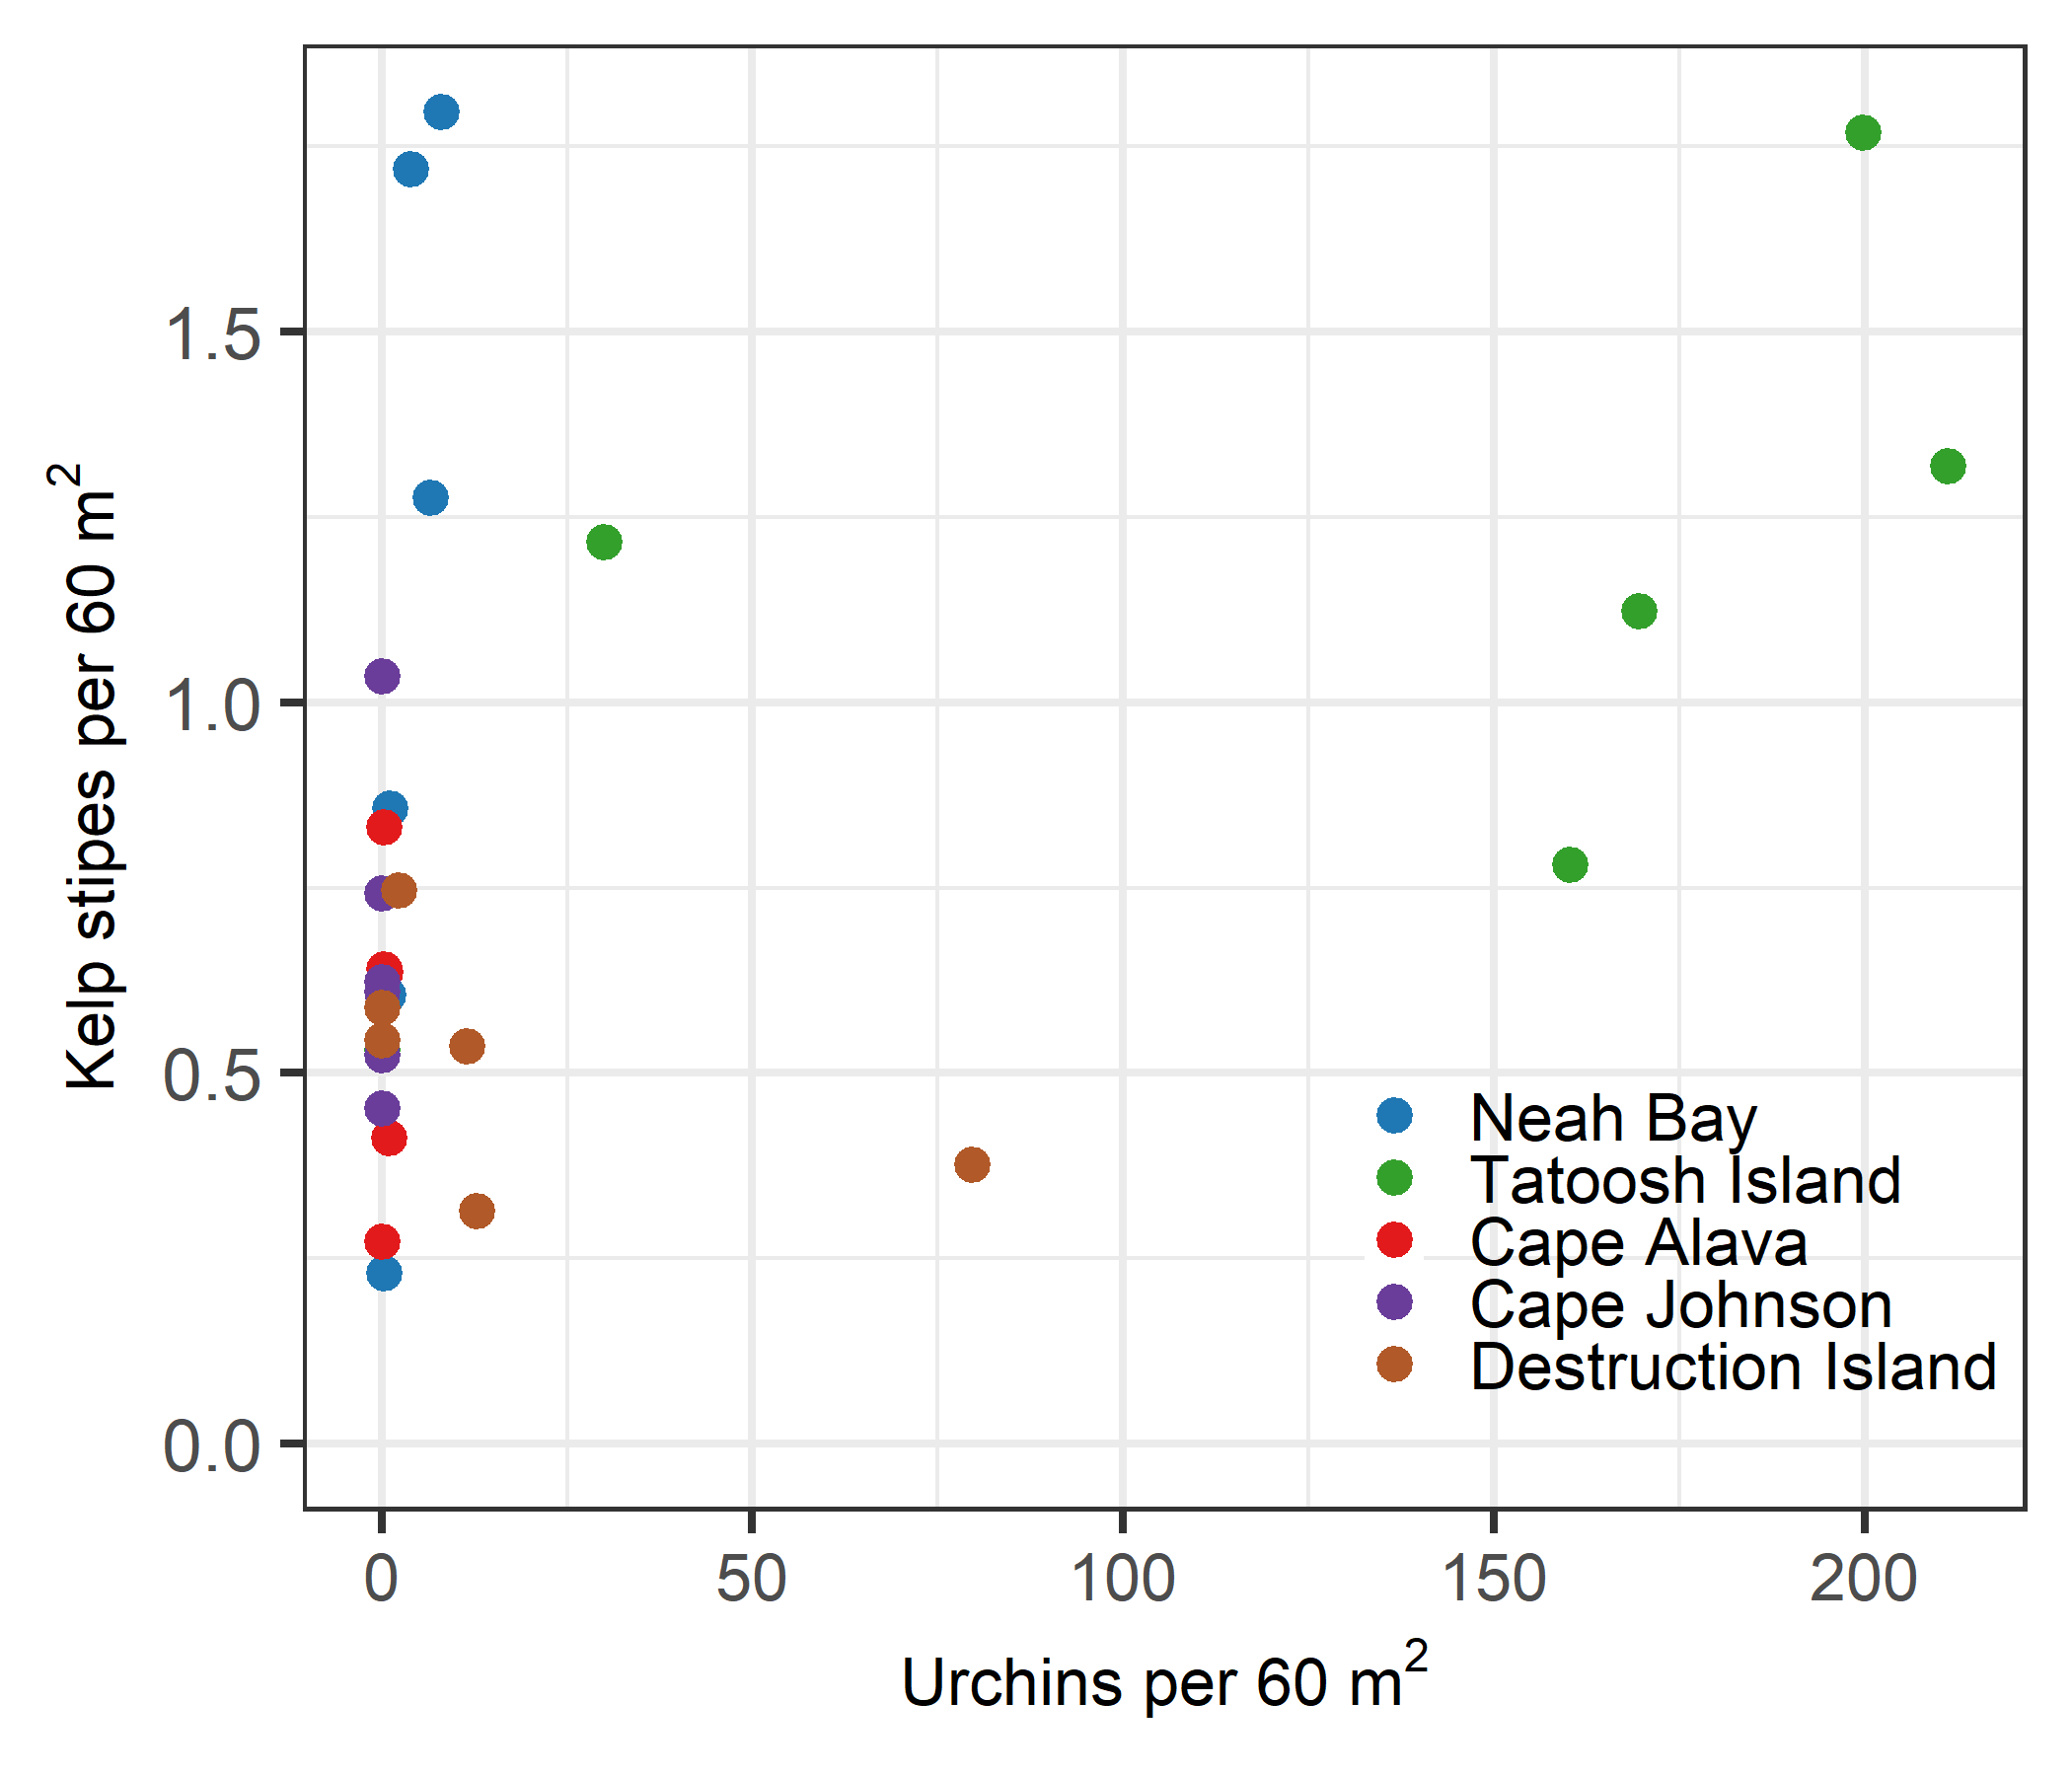 Kelp stipes per 60 m²
1.5
1.0
0.5
0.0
0 50 100 150 200
Urchins per 60 m²
Neah Bay
Tatoosh Island
Cape Alava
Cape Johnson
Destruction Island